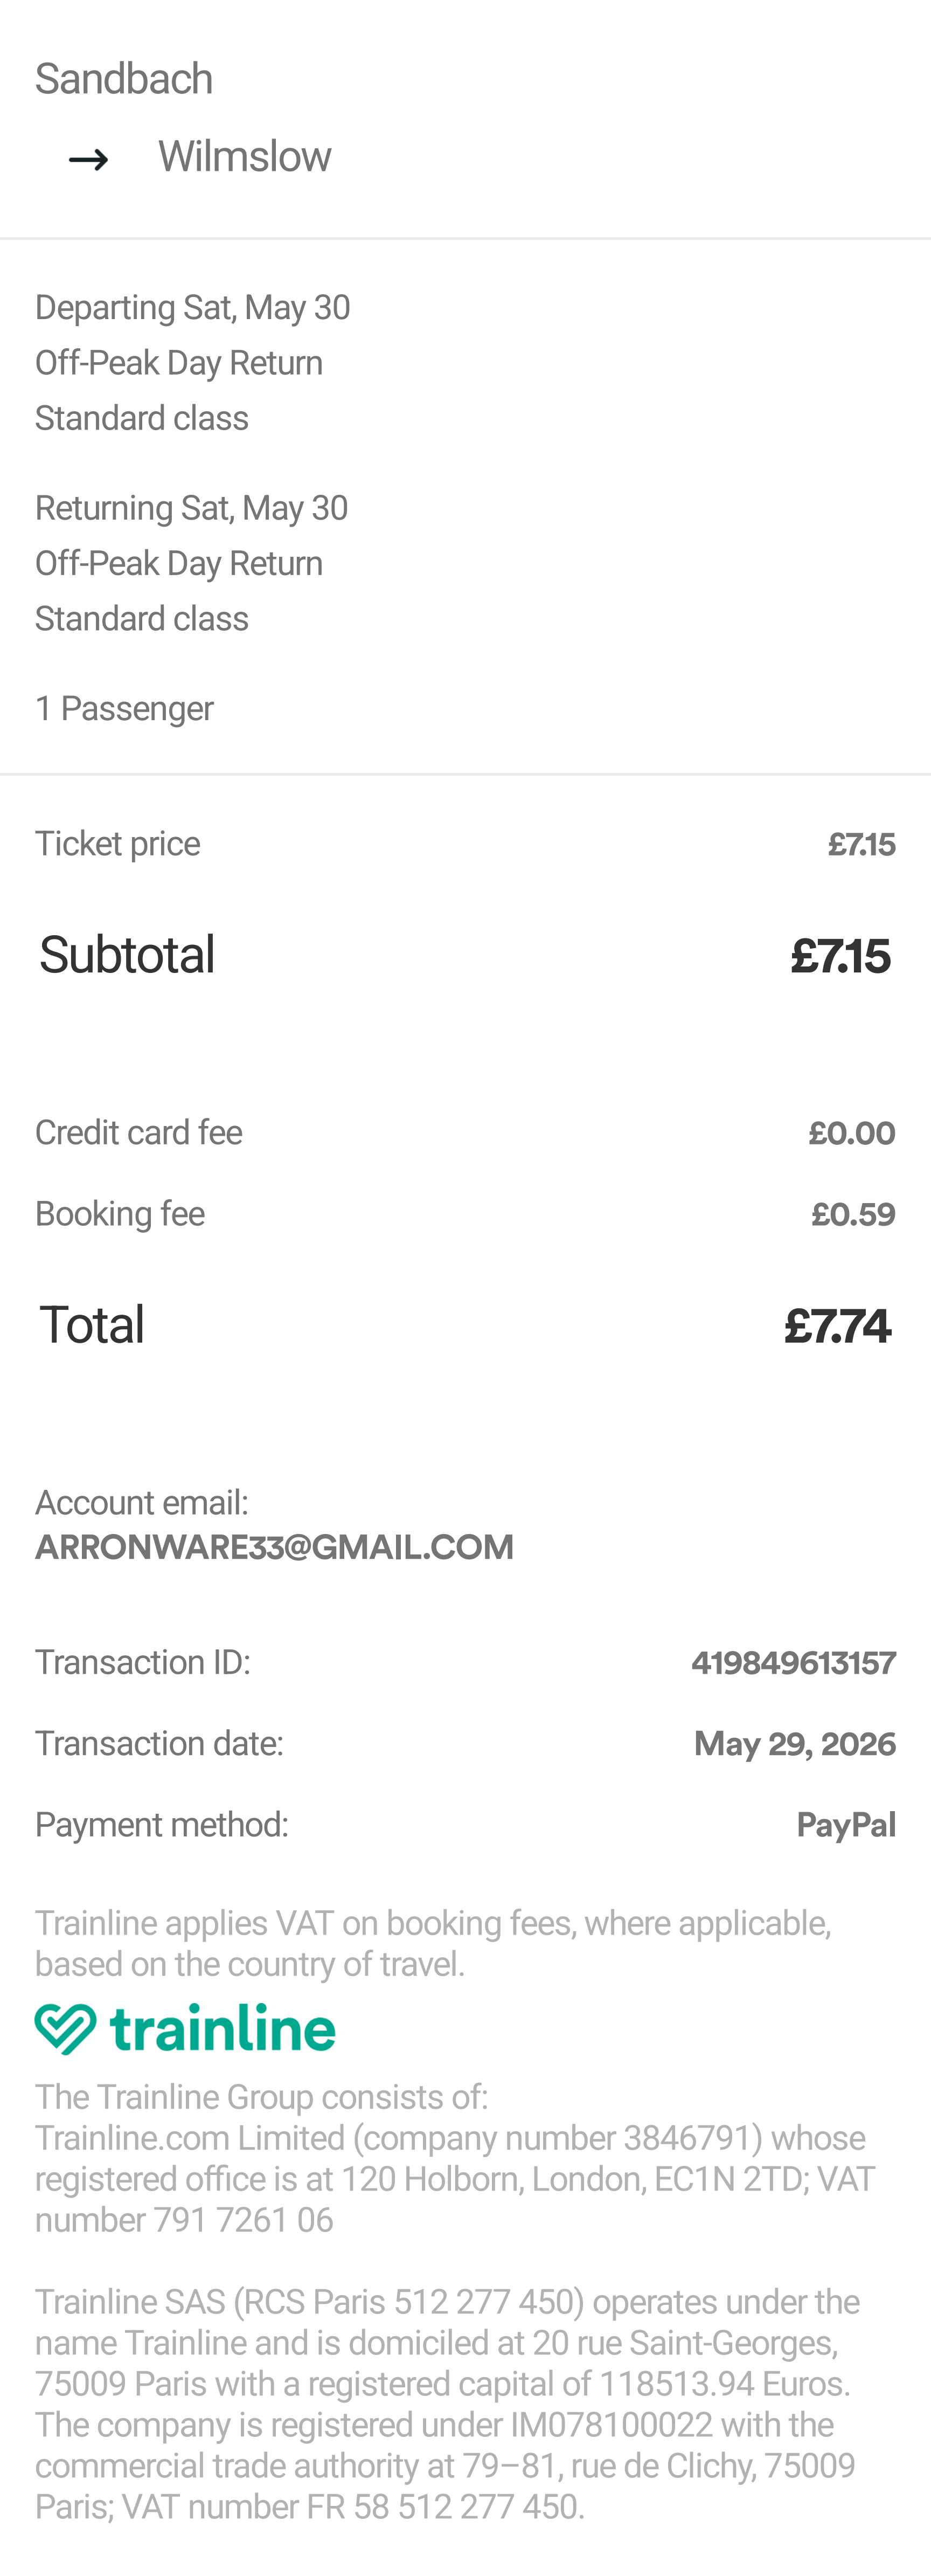 Sandbach
→ Wilmslow
Departing Sat, May 30
Off-Peak Day Return
Standard class
Returning Sat, May 30
Off-Peak Day Return
Standard class
1 Passenger
Ticket price £7.15
Subtotal £7.15
Credit card fee £0.00
Booking fee £0.59
Total £7.74
Account email:
ARRONWARE33@GMAIL.COM
Transaction ID: 419849613157
Transaction date: May 29, 2026
Payment method: PayPal
Trainline applies VAT on booking fees, where applicable,
based on the country of travel.
trainline
The Trainline Group consists of:
Trainline.com Limited (company number 3846791) whose
registered office is at 120 Holborn, London, EC1N 2TD; VAT
number 791 7261 06
Trainline SAS (RCS Paris 512 277 450) operates under the
name Trainline and is domiciled at 20 rue Saint-Georges,
75009 Paris with a registered capital of 118513.94 Euros.
The company is registered under IM078100022 with the
commercial trade authority at 79–81, rue de Clichy, 75009
Paris; VAT number FR 58 512 277 450.